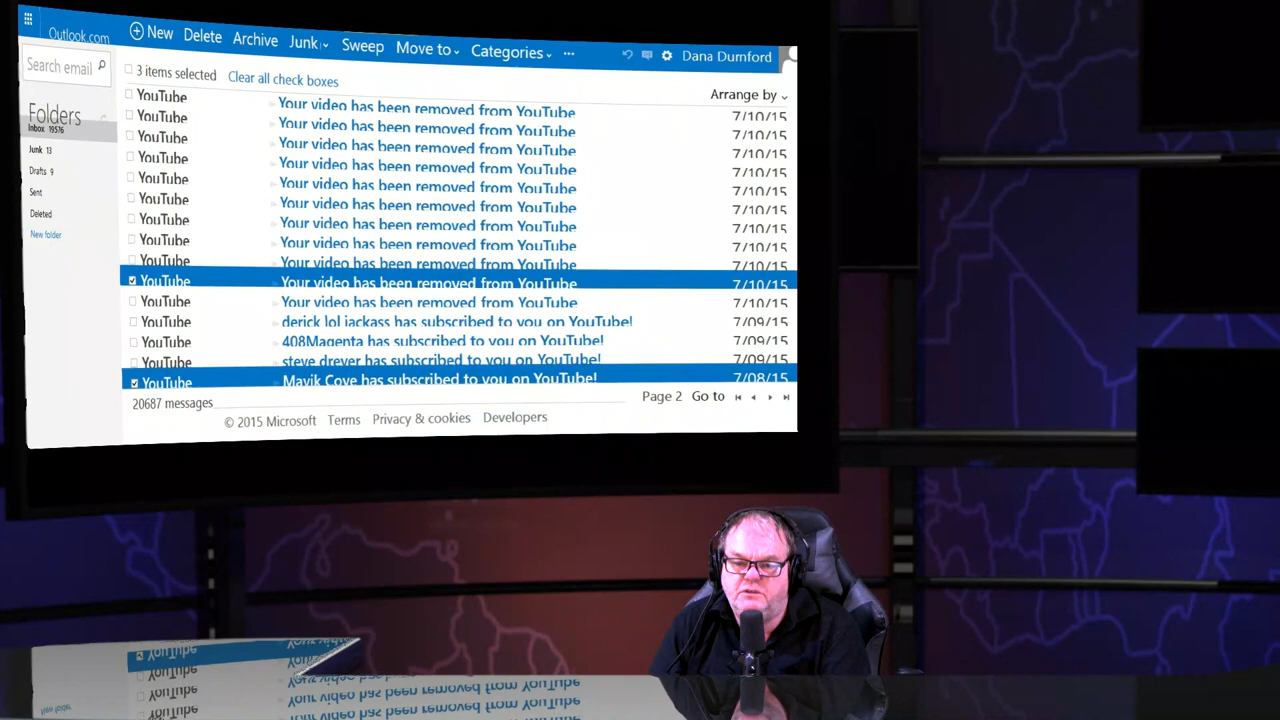 Outlook.com
New Delete Archive Junk Sweep Move to Categories ... Dana Durnford
Search email
3 items selected Clear all check boxes
Arrange by
Folders
Inbox 19576
Junk 13
Drafts 9
Sent
Deleted
New folder
YouTube Your video has been removed from YouTube 7/10/15
YouTube Your video has been removed from YouTube 7/10/15
YouTube Your video has been removed from YouTube 7/10/15
YouTube Your video has been removed from YouTube 7/10/15
YouTube Your video has been removed from YouTube 7/10/15
YouTube Your video has been removed from YouTube 7/10/15
YouTube Your video has been removed from YouTube 7/10/15
YouTube Your video has been removed from YouTube 7/10/15
YouTube Your video has been removed from YouTube 7/10/15
YouTube Your video has been removed from YouTube 7/10/15
YouTube Your video has been removed from YouTube 7/10/15
YouTube derick lol jackass has subscribed to you on YouTube! 7/09/15
YouTube 408Magenta has subscribed to you on YouTube! 7/09/15
YouTube steve dreyer has subscribed to you on YouTube! 7/09/15
YouTube Mavik Cove has subscribed to you on YouTube! 7/08/15
20687 messages
Page 2 Go to
© 2015 Microsoft Terms Privacy & cookies Developers